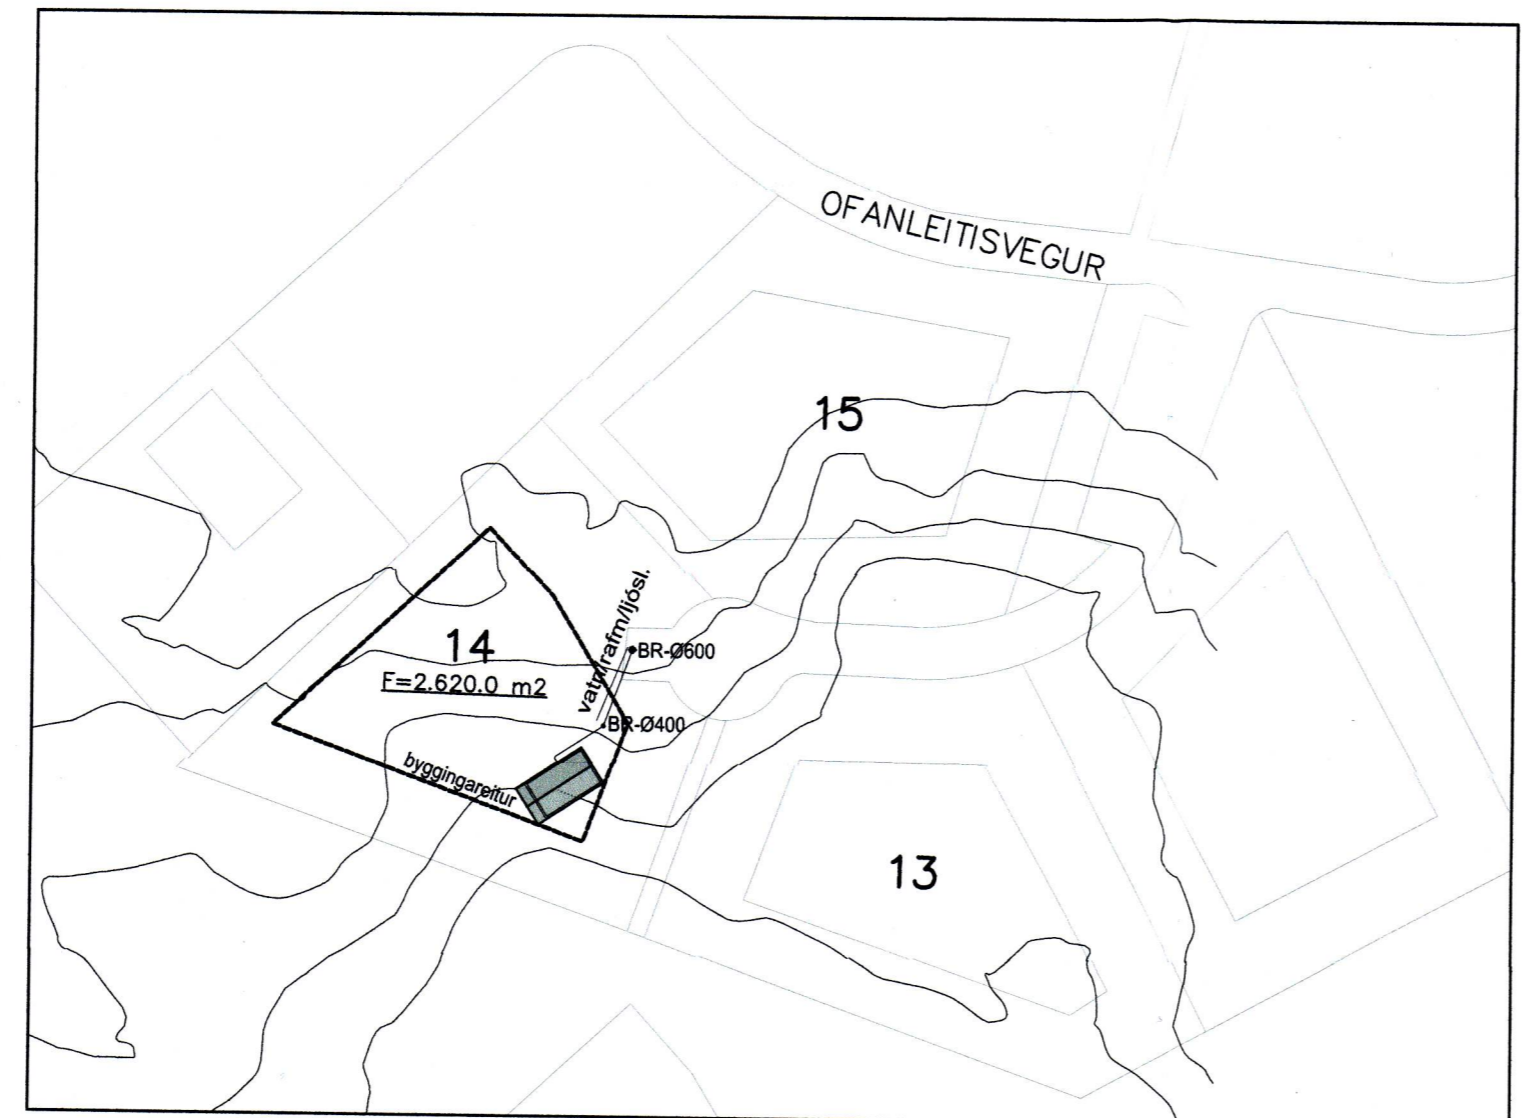 OFANLEITISVEGUR
15
vatn/rafm/ljósl.
14
BR-Ø600
F=2.620.0 m2
BR-Ø400
byggingareitur
13